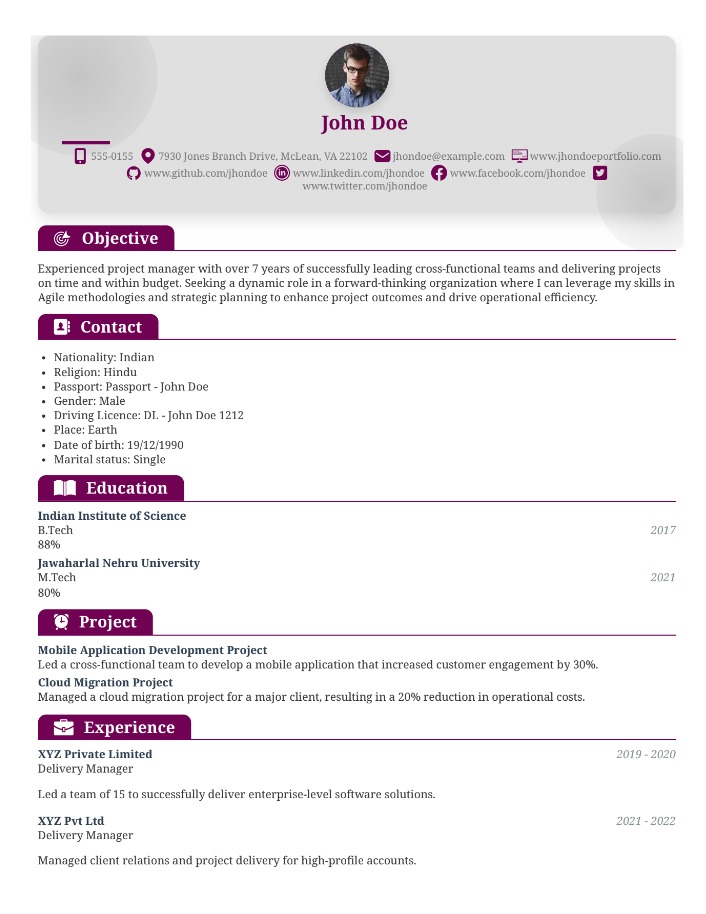 John Doe
555-0155 7930 Jones Branch Drive, McLean, VA 22102 jhondoe@example.com www.jhondoeportfolio.com
www.github.com/jhondoe www.linkedin.com/jhondoe www.facebook.com/jhondoe
www.twitter.com/jhondoe
Objective
Experienced project manager with over 7 years of successfully leading cross-functional teams and delivering projects
on time and within budget. Seeking a dynamic role in a forward-thinking organization where I can leverage my skills in
Agile methodologies and strategic planning to enhance project outcomes and drive operational efficiency.
Contact
• Nationality: Indian
• Religion: Hindu
• Passport: Passport - John Doe
• Gender: Male
• Driving Licence: DL - John Doe 1212
• Place: Earth
• Date of birth: 19/12/1990
• Marital status: Single
Education
Indian Institute of Science
B.Tech 2017
88%
Jawaharlal Nehru University
M.Tech 2021
80%
Project
Mobile Application Development Project
Led a cross-functional team to develop a mobile application that increased customer engagement by 30%.
Cloud Migration Project
Managed a cloud migration project for a major client, resulting in a 20% reduction in operational costs.
Experience
XYZ Private Limited 2019 - 2020
Delivery Manager
Led a team of 15 to successfully deliver enterprise-level software solutions.
XYZ Pvt Ltd 2021 - 2022
Delivery Manager
Managed client relations and project delivery for high-profile accounts.